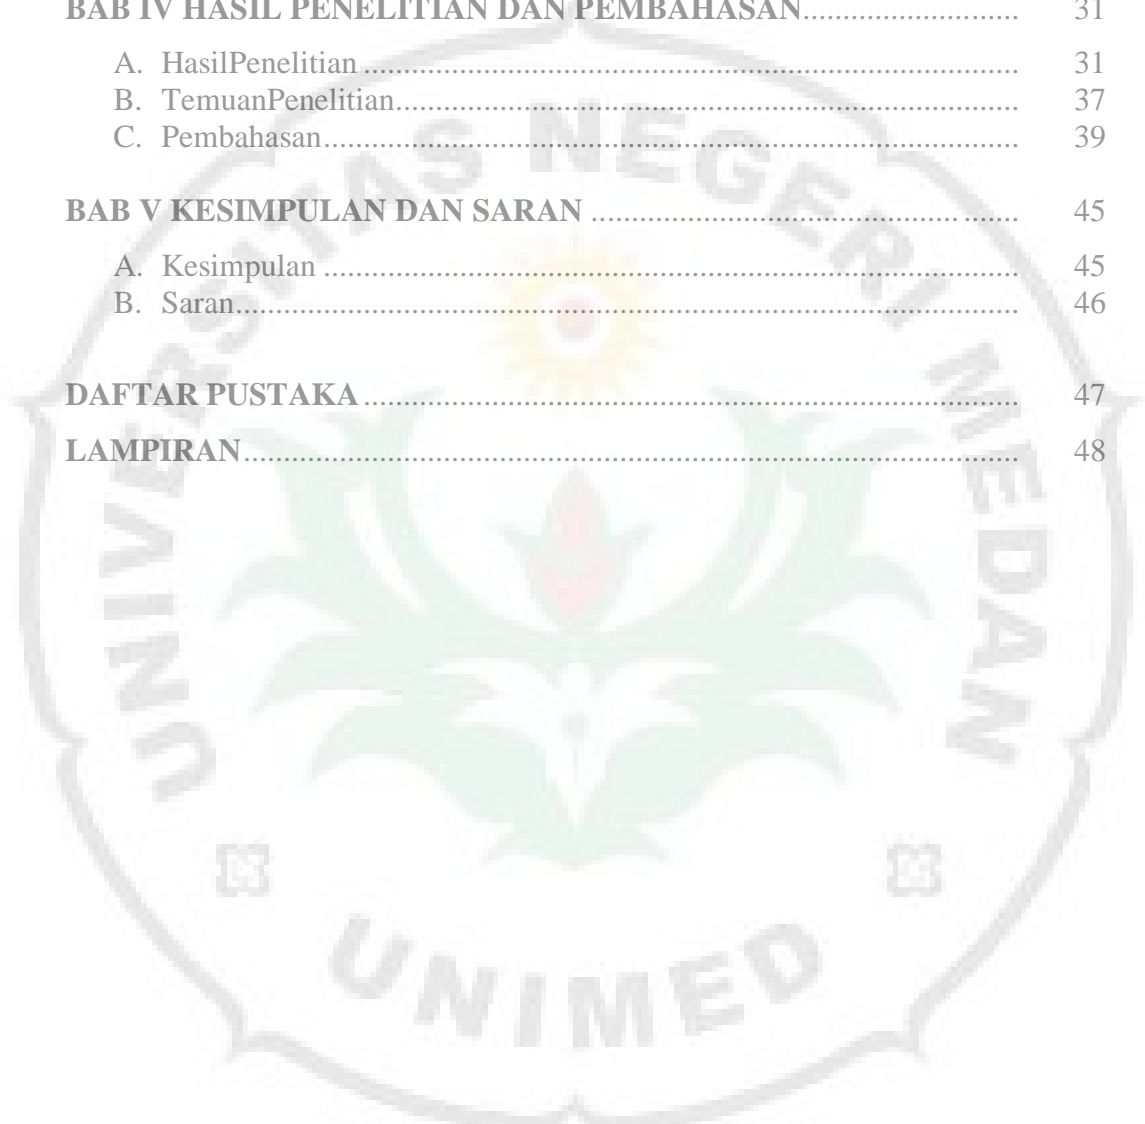 BAB IV HASIL PENELITIAN DAN PEMBAHASAN........................... 31
A. HasilPenelitian................................................................................. 31
B. TemuanPenelitian............................................................................. 37
C. Pembahasan...................................................................................... 39
BAB V KESIMPULAN DAN SARAN ..................................................... 45
A. Kesimpulan ...................................................................................... 45
B. Saran................................................................................................. 46
DAFTAR PUSTAKA................................................................................. 47
LAMPIRAN................................................................................................ 48
UNIVERSITAS NEGERI MEDAN
UNIMED